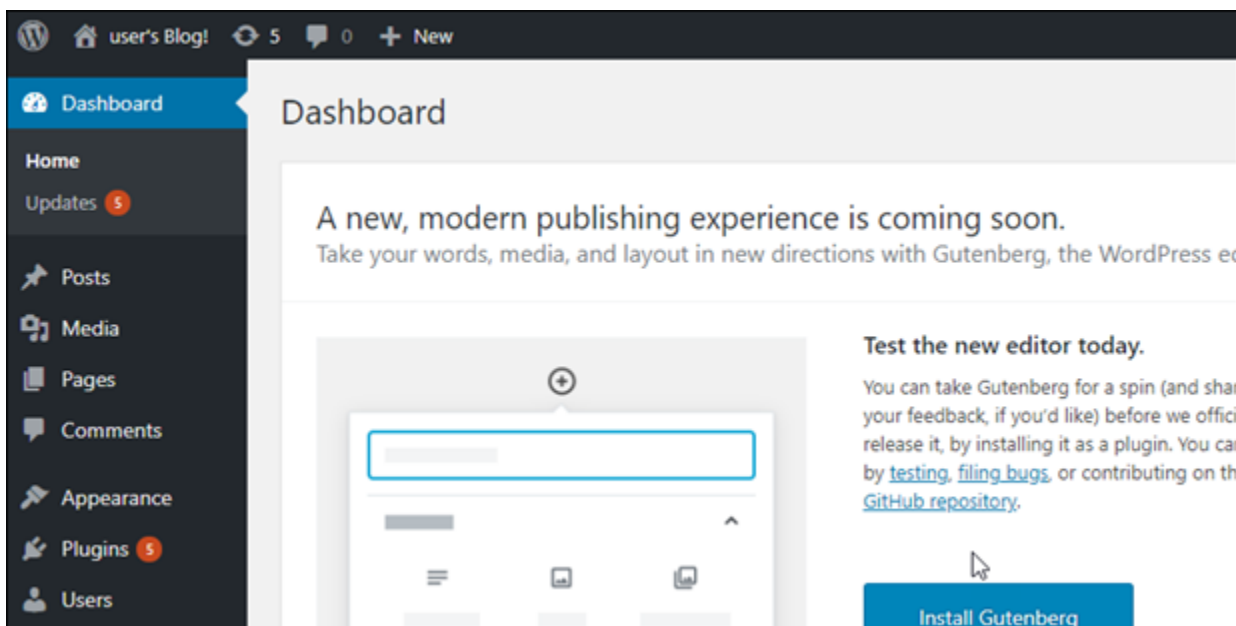 user's Blog! 5 0 New
Dashboard
Home
Updates 5
Posts
Media
Pages
Comments
Appearance
Plugins 5
Users
Dashboard
A new, modern publishing experience is coming soon.
Take your words, media, and layout in new directions with Gutenberg, the WordPress
Test the new editor today.
You can take Gutenberg for a spin (and
your feedback, if you'd like) before we
release it, by installing it as a plugin. You
by testing, filing bugs, or contributing on
GitHub repository.
Install Gutenberg